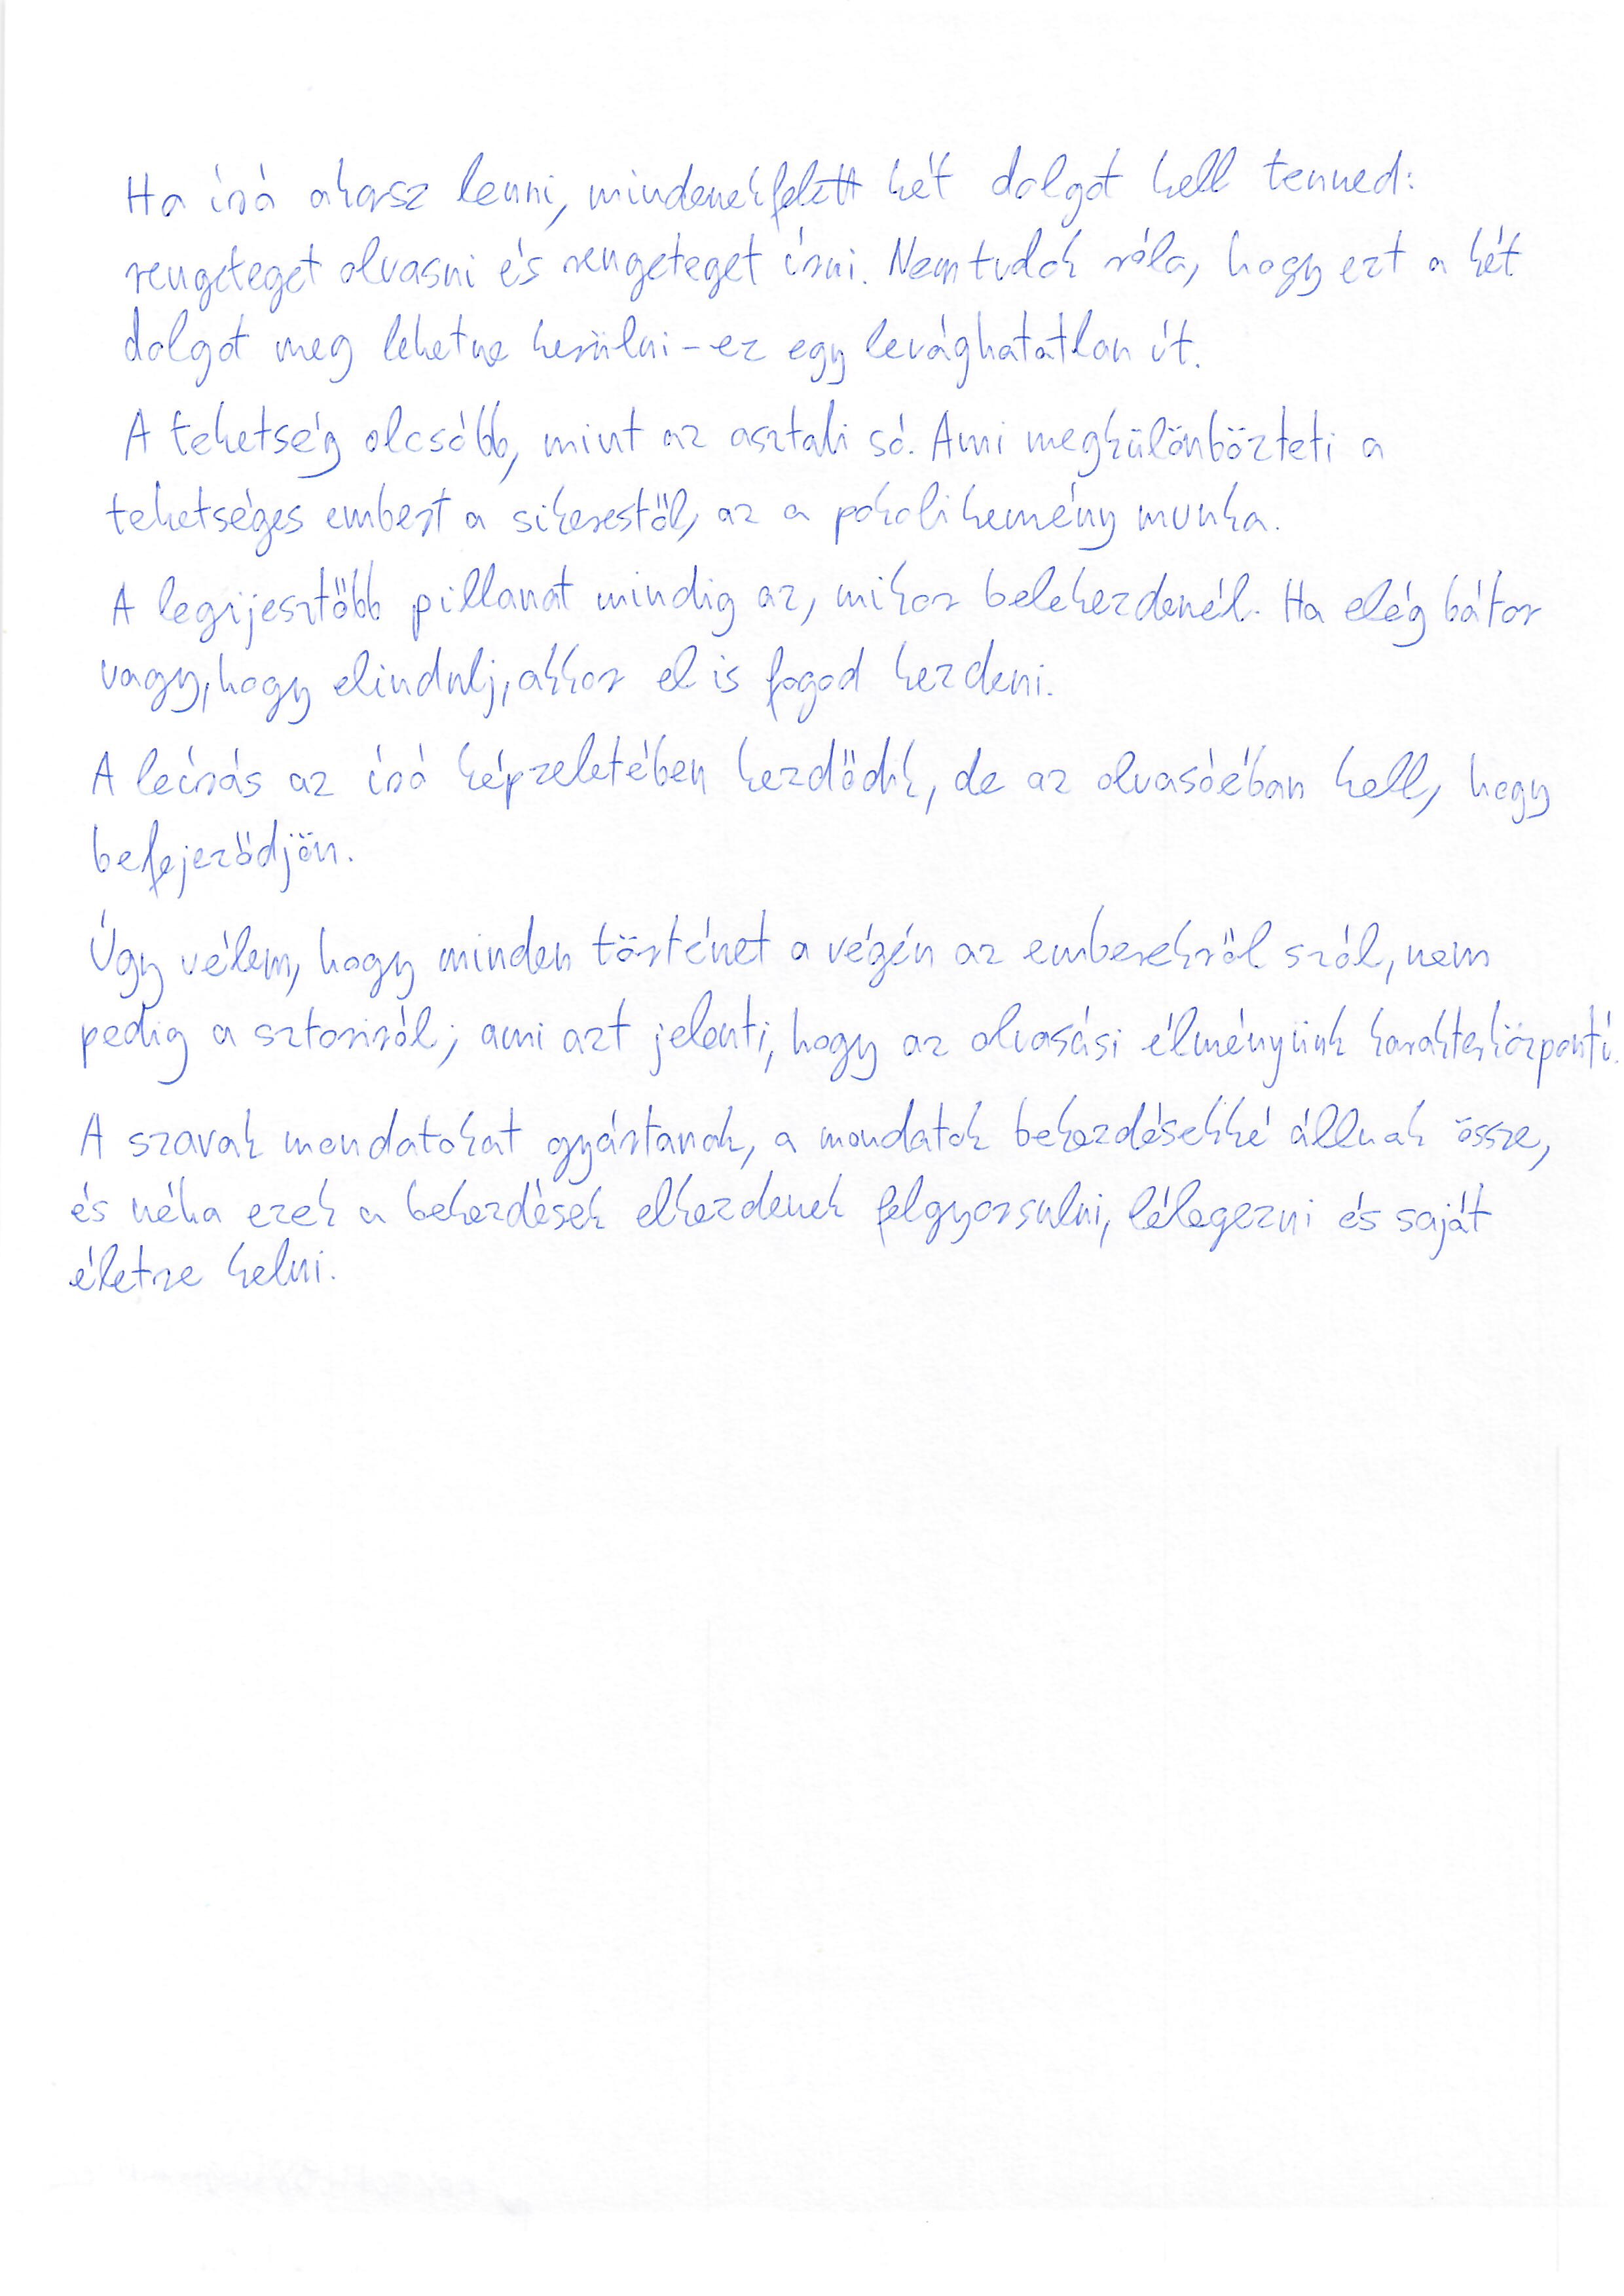 Ha író akarsz lenni, mindenekfelett két dolgot kell tenned:
rengeteget olvasni és rengeteget írni. Nem tudok róla, hogy ezt a két
dolgot meg lehetne kerülni – ez egy levághatatlan út.
A tehetség olcsóbb, mint az asztali só. Ami megkülönbözteti a
tehetséges embert a sikerestől, az a pokoli kemény munka.
A legijesztőbb pillanat mindig az, mikor belekezdenél. Ha elég bátor
vagy, hogy elindulj, akkor el is fogod kezdeni.
A leírás az író képzeletében kezdődik, de az olvasóéban kell, hogy
befejeződjön.
Úgy vélem, hogy minden történet a végén az emberekről szól, nem
pedig a sztoriról; ami azt jelenti, hogy az olvasási élményünk karakterközpontú.
A szavak mondatokat gyártanak, a mondatok bekezdésekké állnak össze,
és néha ezek a bekezdések elkezdenek felgyorsulni, lélegezni és saját
életre kelni.